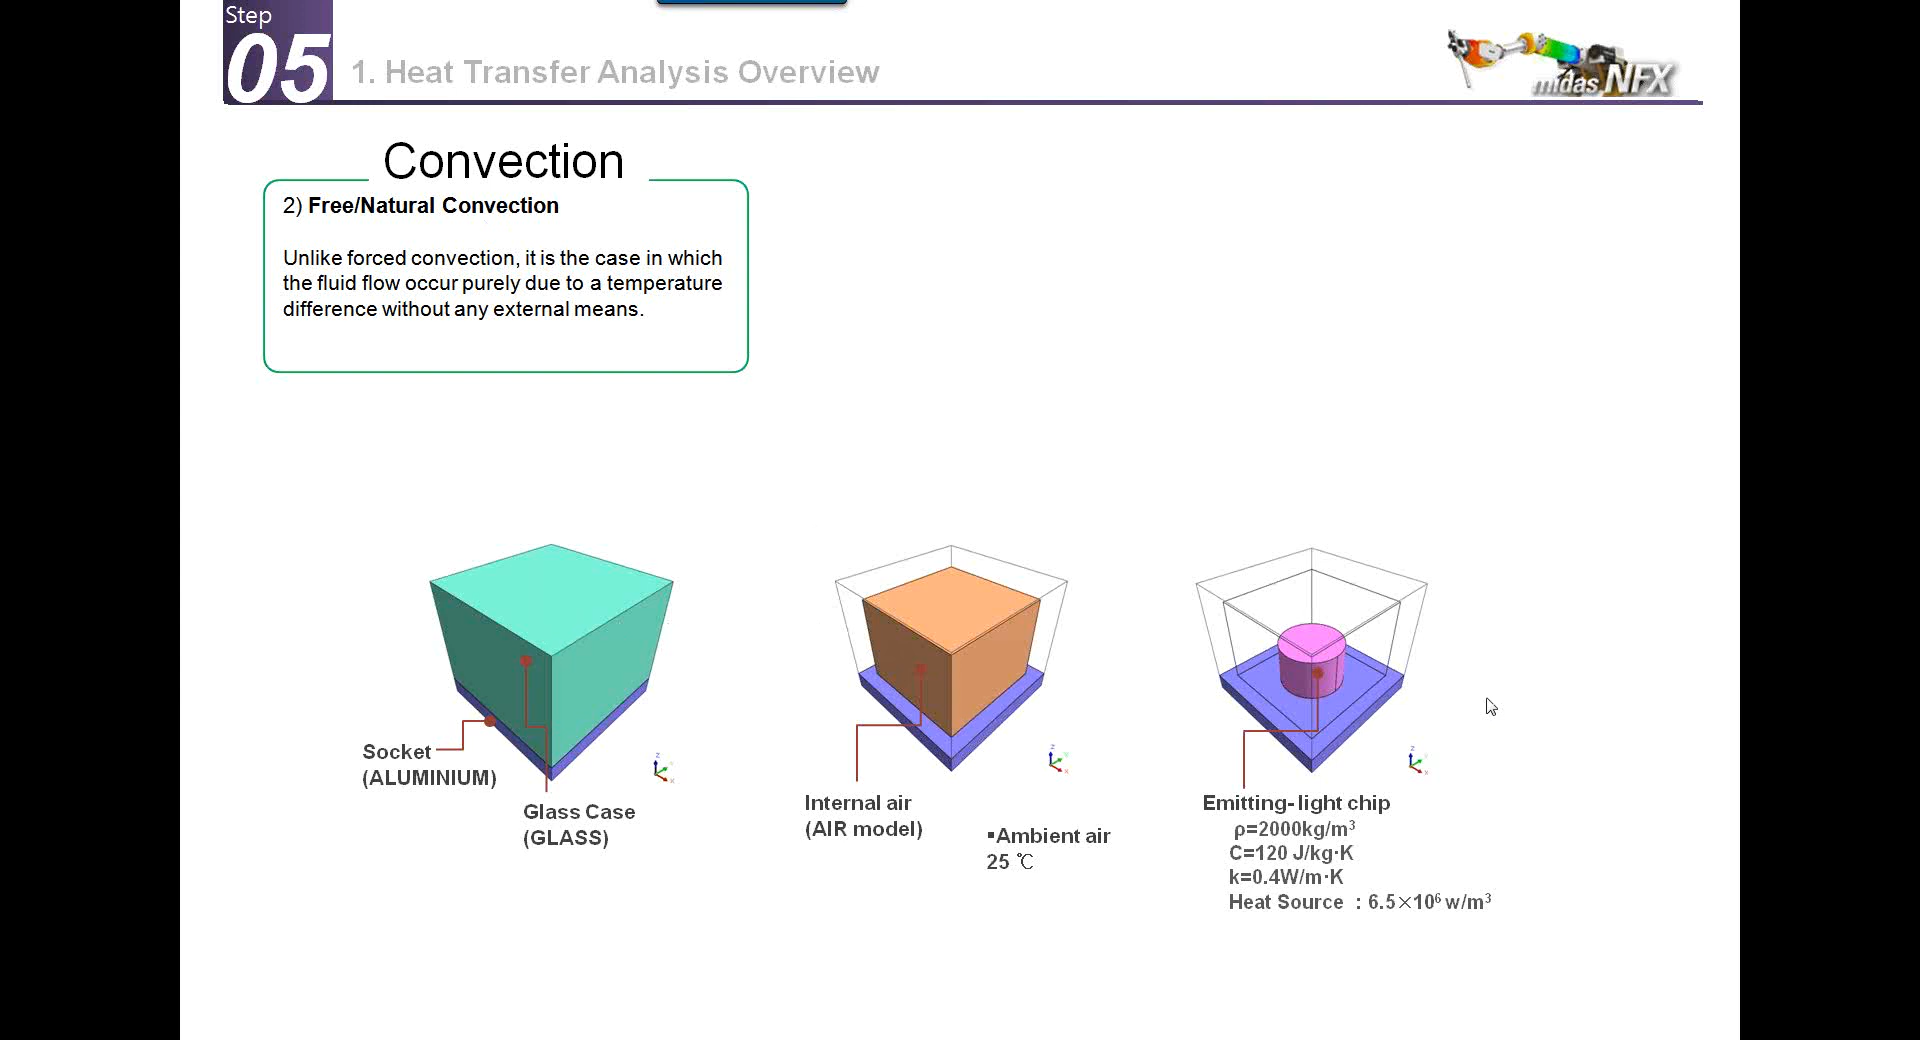 Step
05
1. Heat Transfer Analysis Overview
midas NFX
Convection
2) Free/Natural Convection
Unlike forced convection, it is the case in which
the fluid flow occur purely due to a temperature
difference without any external means.
Socket
(ALUMINIUM)
Glass Case
(GLASS)
Internal air
(AIR model)
▪Ambient air
25 ℃
Emitting-light chip
ρ=2000kg/m³
C=120 J/kg·K
k=0.4W/m·K
Heat Source : 6.5×10⁶ w/m³